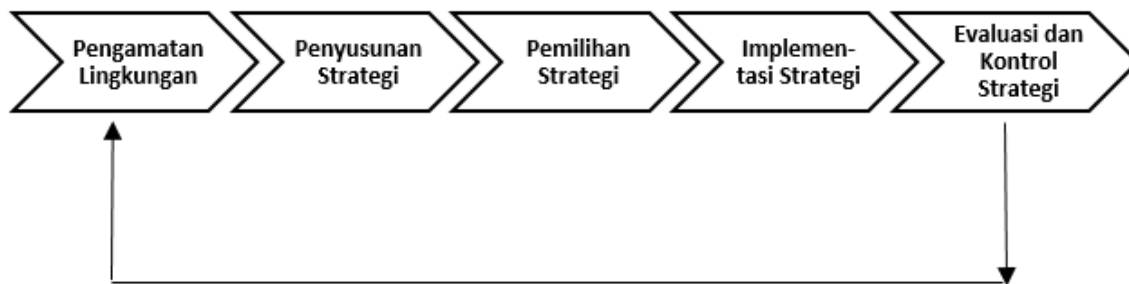 Pengamatan
Lingkungan
Penyusunan
Strategi
Pemilihan
Strategi
Implemen-
tasi Strategi
Evaluasi dan
Kontrol
Strategi